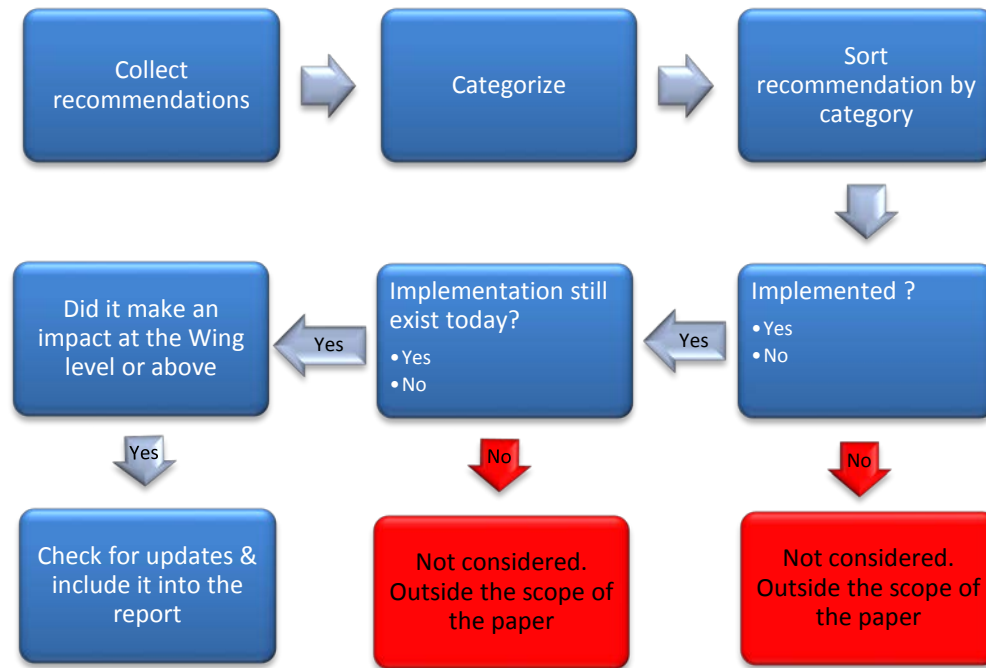 Collect
recommendations
Categorize
Sort
recommendation by
category
Implemented ?
• Yes
• No
Yes
No
Implementation still
exist today?
• Yes
• No
Yes
No
Did it make an
impact at the Wing
level or above
Yes
Check for updates &
include it into the
report
Not considered.
Outside the scope of
the paper
Not considered.
Outside the scope of
the paper